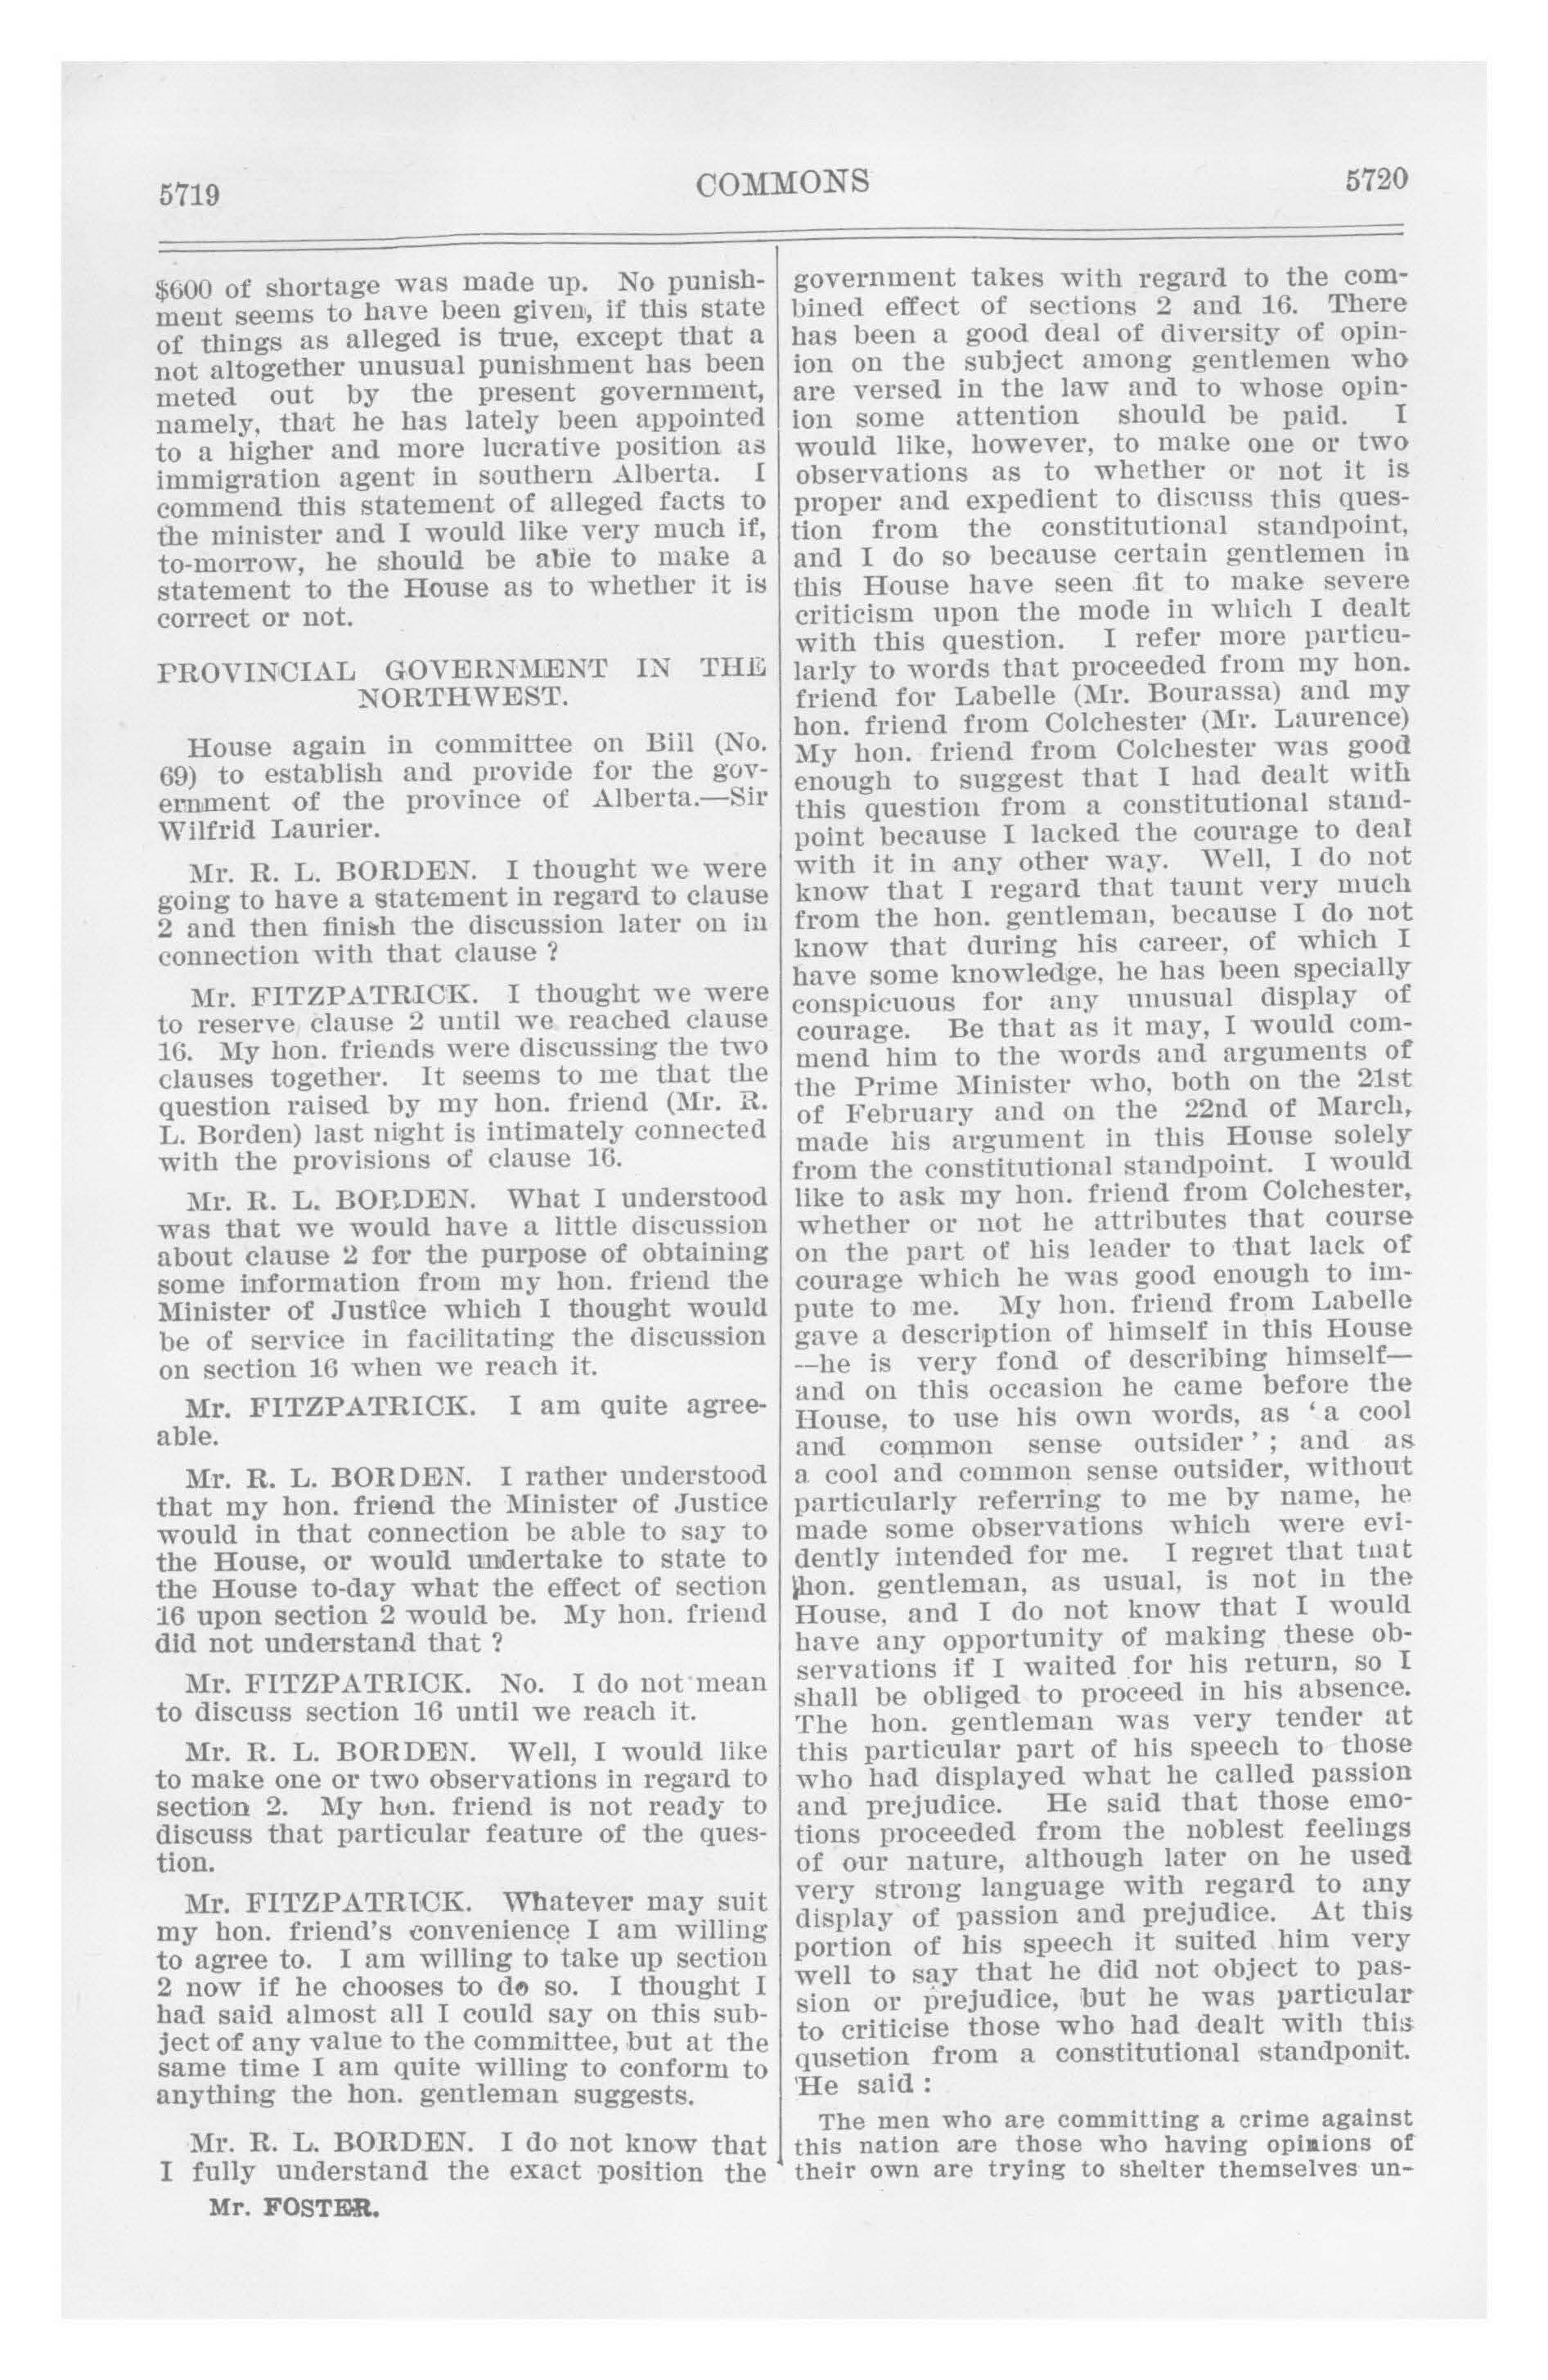 5719
COMMONS
5720
$600 of shortage was made up. No punish-
ment seems to have been given, if this state
of things as alleged is true, except that a
not altogether unusual punishment has been
meted out by the present government,
namely, that he has lately been appointed
to a higher and more lucrative position as
immigration agent in southern Alberta. I
commend this statement of alleged facts to
the minister and I would like very much if,
to-morrow, he should be able to make a
statement to the House as to whether it is
correct or not.
PROVINCIAL GOVERNMENT IN THE
NORTHWEST.
House again in committee on Bill (No.
69) to establish and provide for the gov-
ernment of the province of Alberta.—Sir
Wilfrid Laurier.
Mr. R. L. BORDEN. I thought we were
going to have a statement in regard to clause
2 and then finish the discussion later on in
connection with that clause ?
Mr. FITZPATRICK. I thought we were
to reserve clause 2 until we reached clause
16. My hon. friends were discussing the two
clauses together. It seems to me that the
question raised by my hon. friend (Mr. R.
L. Borden) last night is intimately connected
with the provisions of clause 16.
Mr. R. L. BORDEN. What I understood
was that we would have a little discussion
about clause 2 for the purpose of obtaining
some information from my hon. friend the
Minister of Justice which I thought would
be of service in facilitating the discussion
on section 16 when we reach it.
Mr. FITZPATRICK. I am quite agree-
able.
Mr. R. L. BORDEN. I rather understood
that my hon. friend the Minister of Justice
would in that connection be able to say to
the House, or would undertake to state to
the House to-day what the effect of section
16 upon section 2 would be. My hon. friend
did not understand that ?
Mr. FITZPATRICK. No. I do not mean
to discuss section 16 until we reach it.
Mr. R. L. BORDEN. Well, I would like
to make one or two observations in regard to
section 2. My hon. friend is not ready to
discuss that particular feature of the ques-
tion.
Mr. FITZPATRICK. Whatever may suit
my hon. friend's convenience I am willing
to agree to. I am willing to take up section
2 now if he chooses to do so. I thought I
had said almost all I could say on this sub-
ject of any value to the committee, but at the
same time I am quite willing to conform to
anything the hon. gentleman suggests.
Mr. R. L. BORDEN. I do not know that
I fully understand the exact position the
Mr. FOSTER.
government takes with regard to the com-
bined effect of sections 2 and 16. There
has been a good deal of diversity of opin-
ion on the subject among gentlemen who
are versed in the law and to whose opin-
ion some attention should be paid. I
would like, however, to make one or two
observations as to whether or not it is
proper and expedient to discuss this ques-
tion from the constitutional standpoint,
and I do so because certain gentlemen in
this House have seen fit to make severe
criticism upon the mode in which I dealt
with this question. I refer more particu-
larly to words that proceeded from my hon.
friend for Labelle (Mr. Bourassa) and my
hon. friend from Colchester (Mr. Laurence)
My hon. friend from Colchester was good
enough to suggest that I had dealt with
this question from a constitutional stand-
point because I lacked the courage to deal
with it in any other way. Well, I do not
know that I regard that taunt very much
from the hon. gentleman, because I do not
know that during his career, of which I
have some knowledge, he has been specially
conspicuous for any unusual display of
courage. Be that as it may, I would com-
mend him to the words and arguments of
the Prime Minister who, both on the 21st
of February and on the 22nd of March,
made his argument in this House solely
from the constitutional standpoint. I would
like to ask my hon. friend from Colchester,
whether or not he attributes that course
on the part of his leader to that lack of
courage which he was good enough to im-
pute to me. My hon. friend from Labelle
gave a description of himself in this House
—he is very fond of describing himself—
and on this occasion he came before the
House, to use his own words, as 'a cool
and common sense outsider' ; and as
a cool and common sense outsider, without
particularly referring to me by name, he
made some observations which were evi-
dently intended for me. I regret that that
hon. gentleman, as usual, is not in the
House, and I do not know that I would
have any opportunity of making these ob-
servations if I waited for his return, so I
shall be obliged to proceed in his absence.
The hon. gentleman was very tender at
this particular part of his speech to those
who had displayed what he called passion
and prejudice. He said that those emo-
tions proceeded from the noblest feelings
of our nature, although later on he used
very strong language with regard to any
display of passion and prejudice. At this
portion of his speech it suited him very
well to say that he did not object to pas-
sion or prejudice, but he was particular
to criticise those who had dealt with this
qusetion from a constitutional standponit.
He said :
The men who are committing a crime against
this nation are those who having opinions of
their own are trying to shelter themselves un-